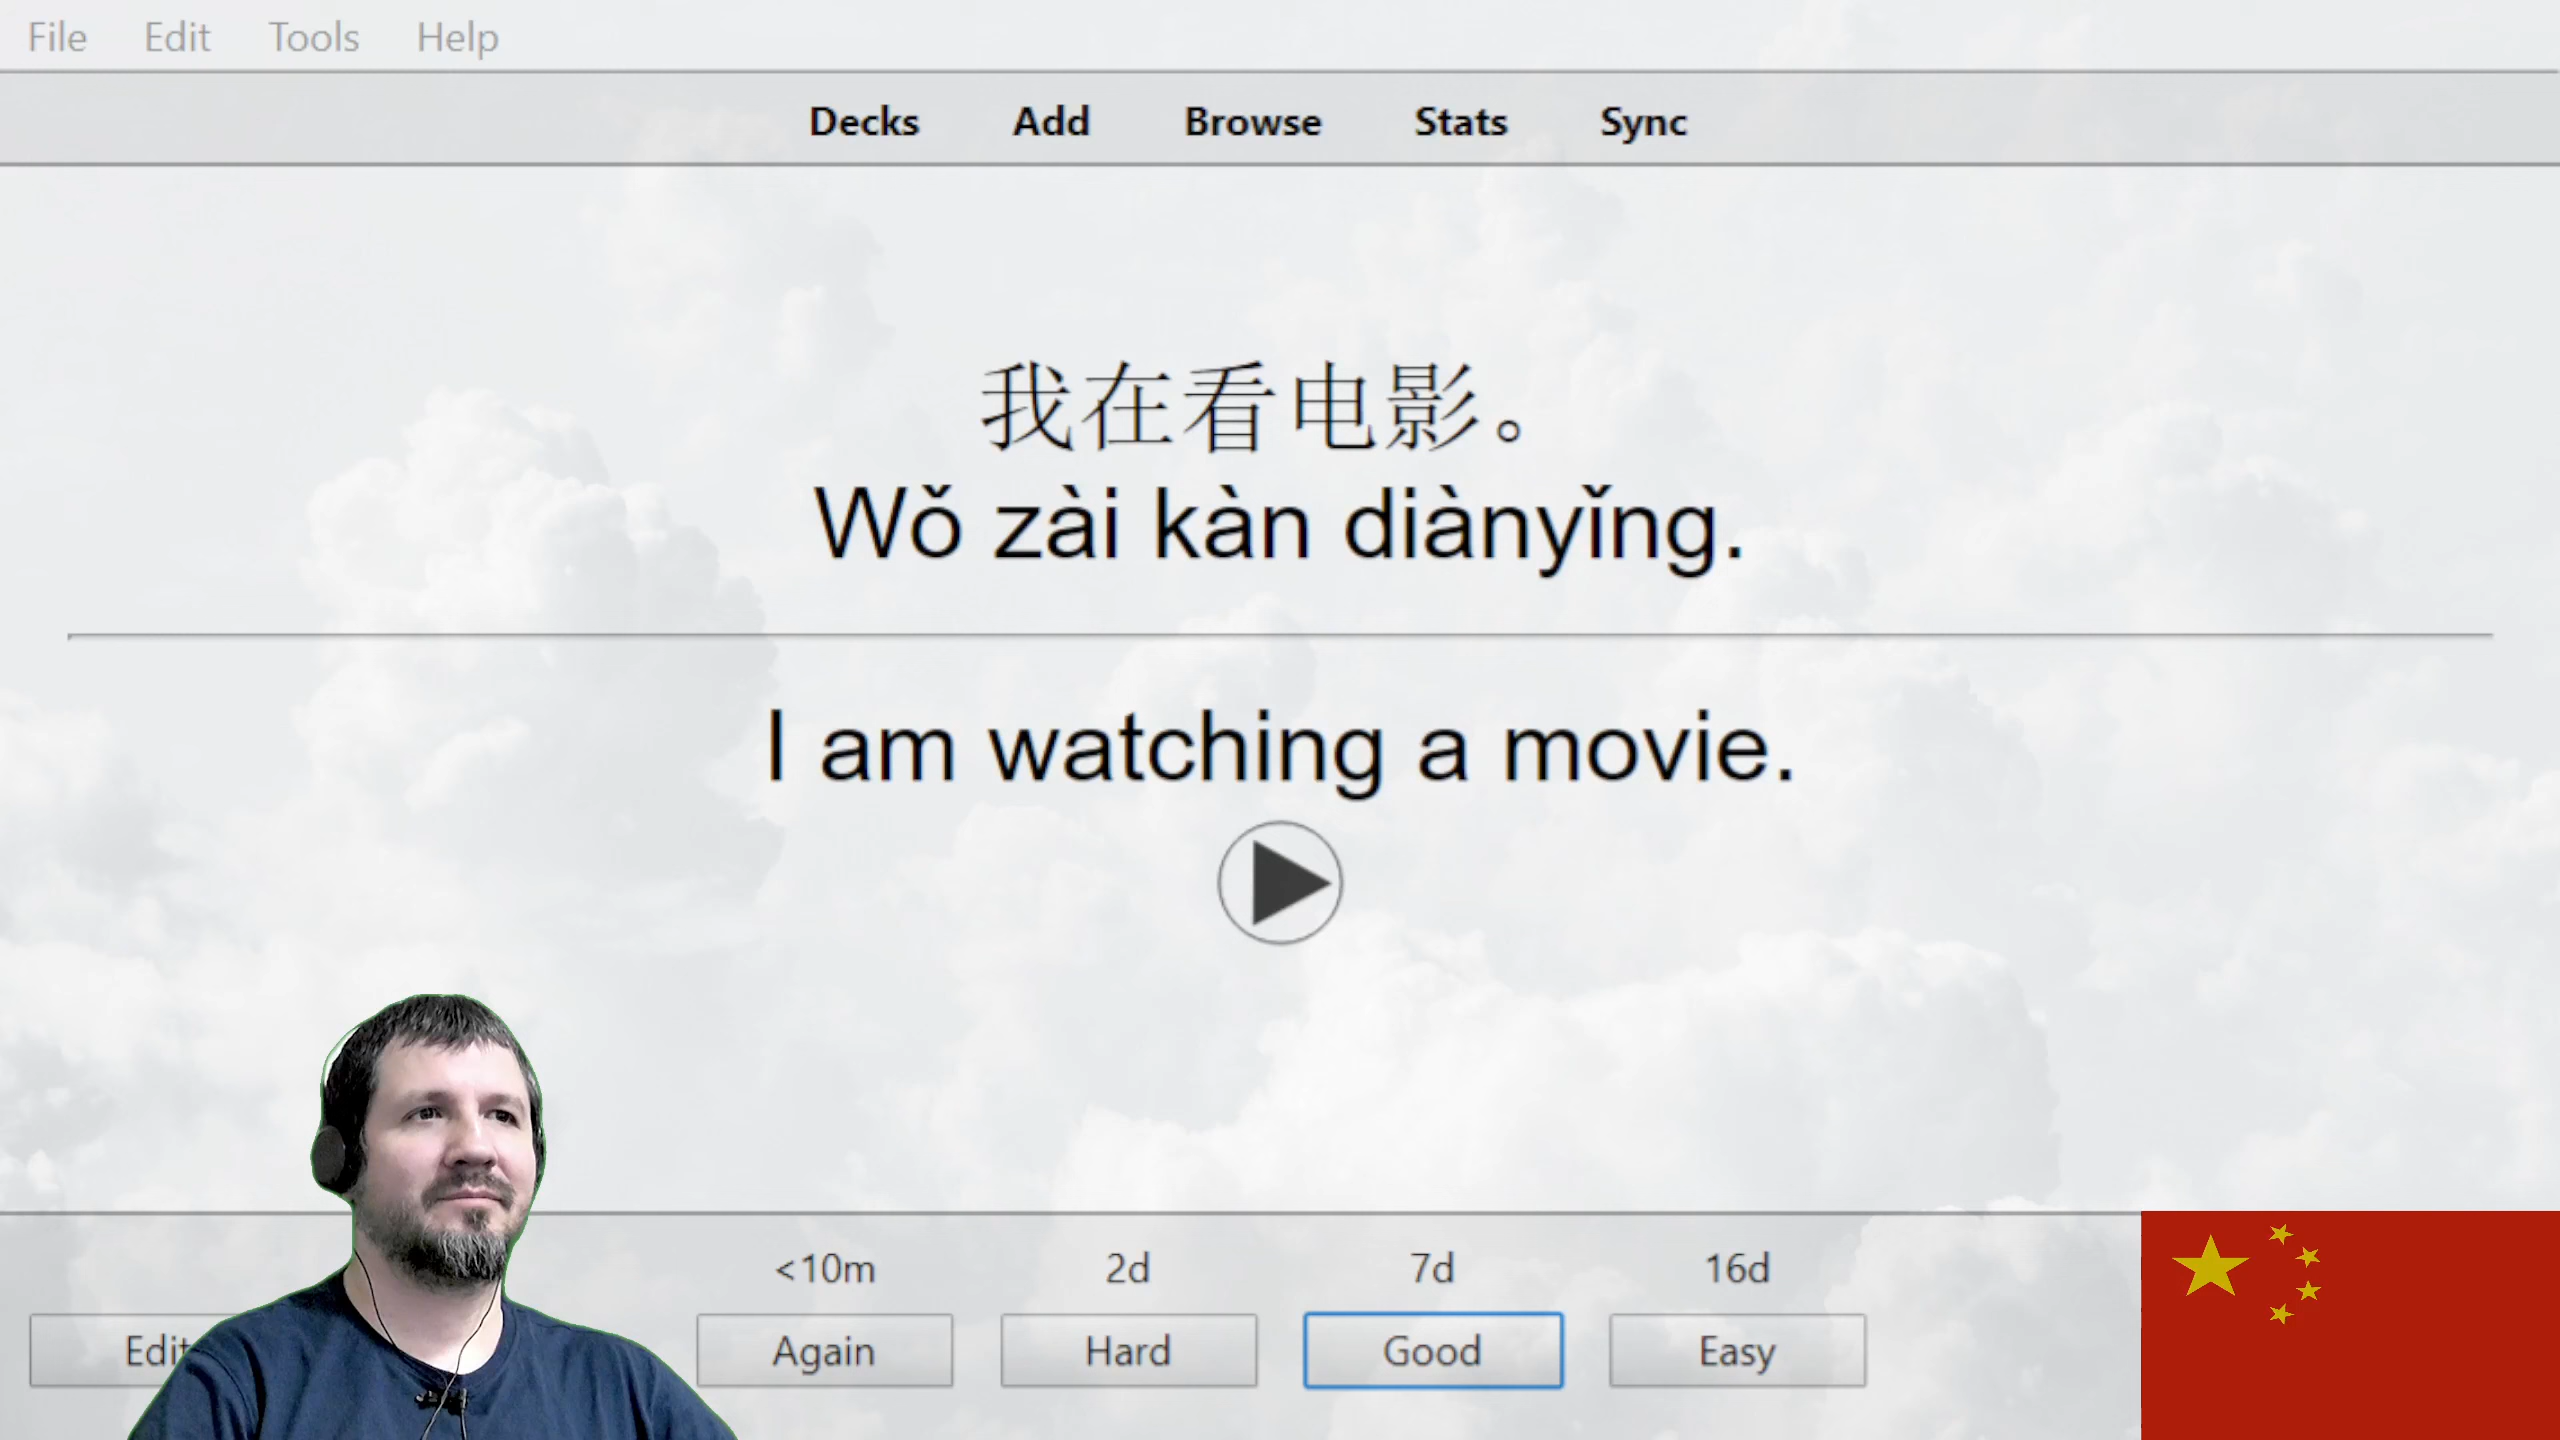 File Edit Tools Help
Decks Add Browse Stats Sync
我在看电影。
Wǒ zài kàn diànyǐng.
I am watching a movie.
<10m 2d 7d 16d
Edit Again Hard Good Easy